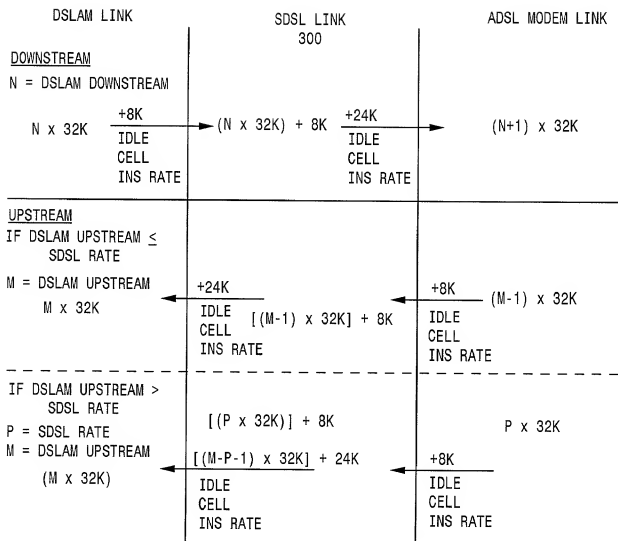 DSLAM LINK
SDSL LINK
300
ADSL MODEM LINK
DOWNSTREAM
N = DSLAM DOWNSTREAM
N x 32K
+8K
IDLE
CELL
INS RATE
(N x 32K) + 8K
+24K
IDLE
CELL
INS RATE
(N+1) x 32K
UPSTREAM
IF DSLAM UPSTREAM ≤
SDSL RATE
M = DSLAM UPSTREAM
M x 32K
+24K
IDLE
CELL
INS RATE
[(M-1) x 32K] + 8K
+8K
IDLE
CELL
INS RATE
(M-1) x 32K
IF DSLAM UPSTREAM >
SDSL RATE
P = SDSL RATE
M = DSLAM UPSTREAM
(M x 32K)
[(P x 32K)] + 8K
[(M-P-1) x 32K] + 24K
IDLE
CELL
INS RATE
P x 32K
+8K
IDLE
CELL
INS RATE